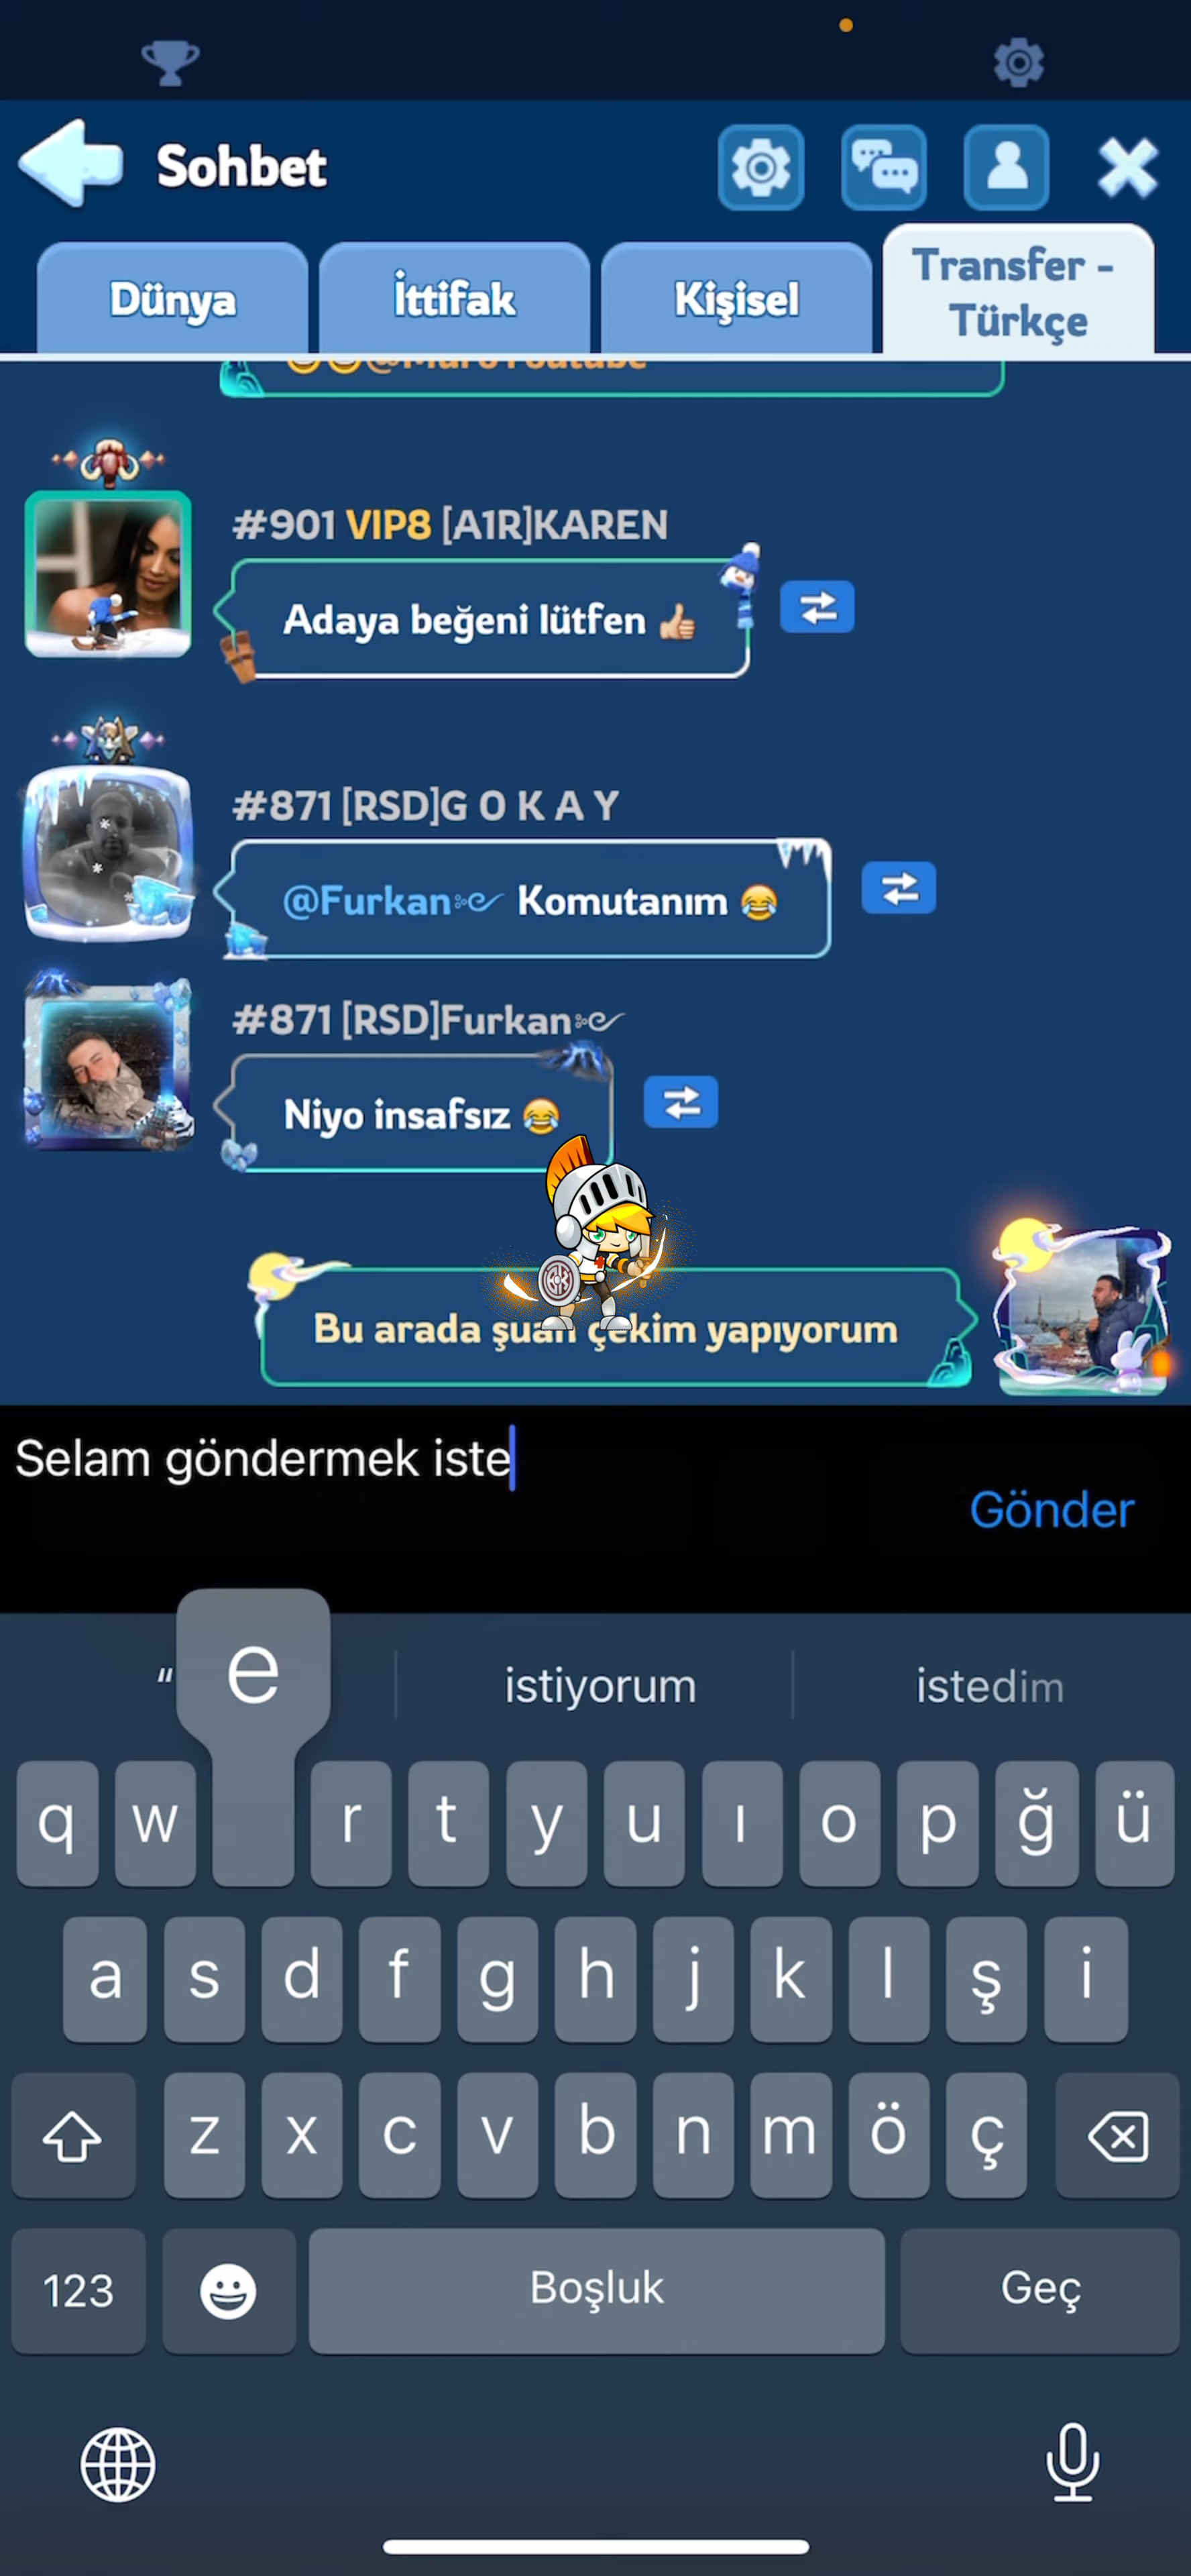 Sohbet
Dünya
İttifak
Kişisel
Transfer -
Türkçe
#901 VIP8 [A1R]KAREN
Adaya beğeni lütfen 👍
#871 [RSD]G O K A Y
@Furkan Komutanım 😂
#871 [RSD]Furkan
Niyo insafsız 😂
Bu arada şuan çekim yapıyorum
Selam göndermek iste
Gönder
“ e istiyorum istedim
q w r t y u ı o p ğ ü
a s d f g h j k l ş i
z x c v b n m ö ç
123 Boşluk Geç